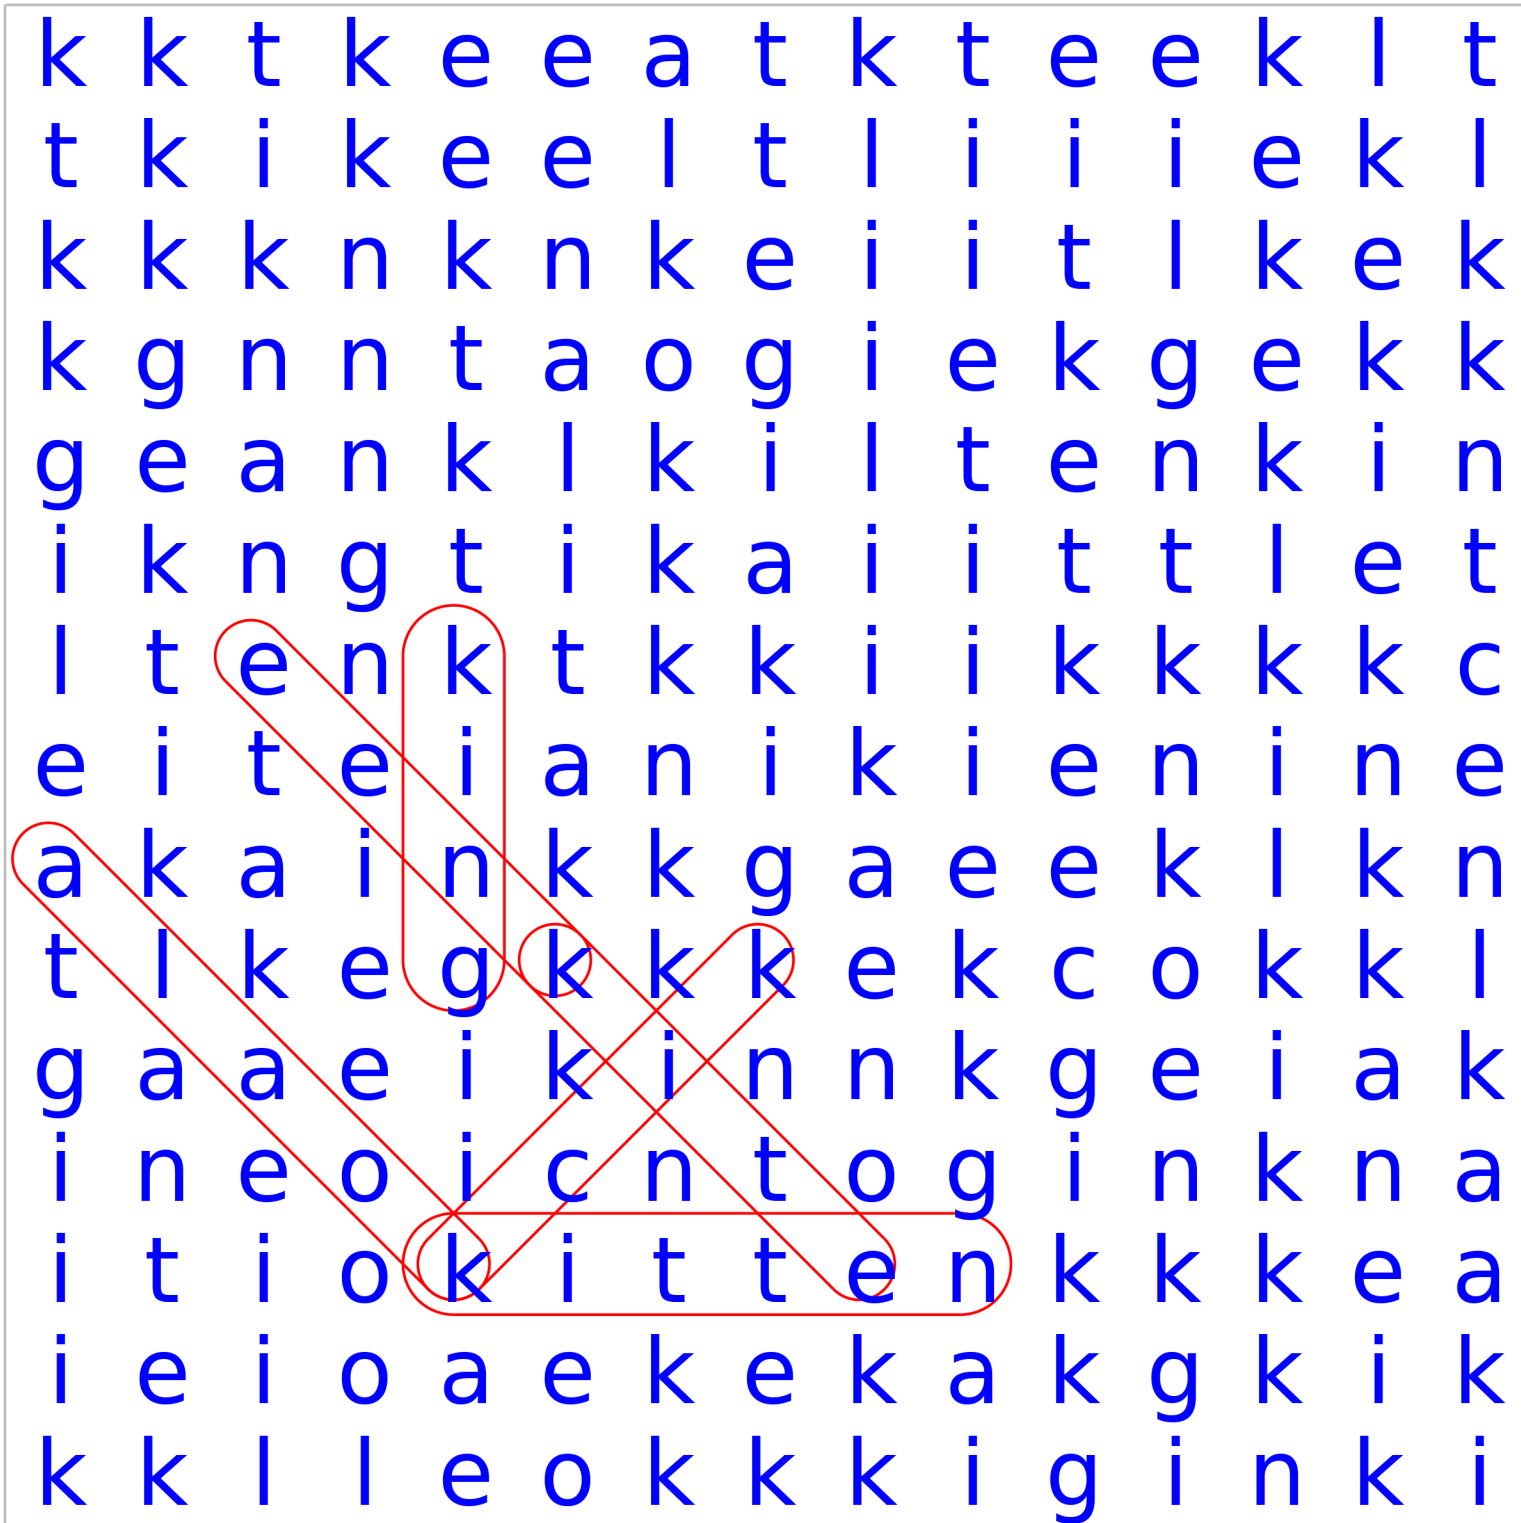 k k t k e e a t k t e e k l t
t k i k e e l t l i i i e k l
k k k n k n k e i i t l k e k
k g n n t a o g i e k g e k k
g e a n k l k i l t e n k i n
i k n g t i k a i i t t l e t
l t e n k t k k i i k k k k c
e i t e i a n i k i e n i n e
a k a i n k k g a e e k l k n
t l k e g k k k e k c o k k l
g a a e i k i n n k g e i a k
i n e o i c n t o g i n k n a
i t i o k i t t e n k k k e a
i e i o a e k e k a k g k i k
k k l l e o k k k i g i n k i